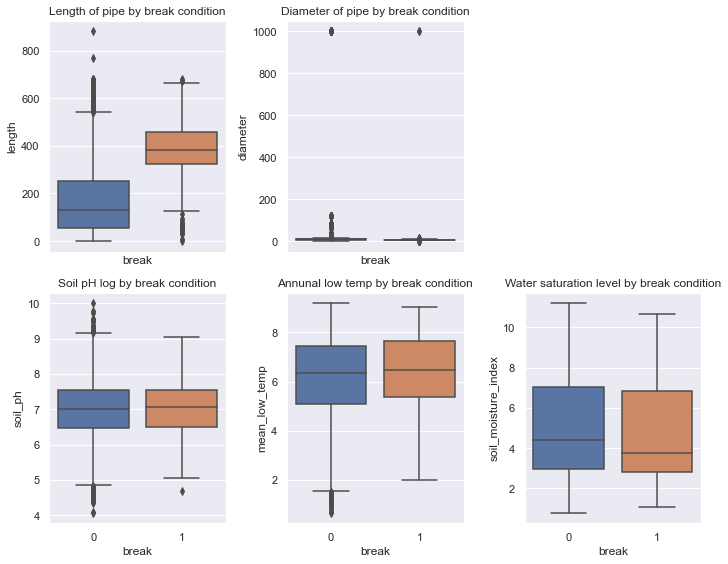 Length of pipe by break condition
Diameter of pipe by break condition
length
800
600
400
200
0
break
diameter
1000
800
600
400
200
0
break
Soil pH log by break condition
Annunal low temp by break condition
Water saturation level by break condition
soil_ph
10
9
8
7
6
5
4
0 1
break
mean_low_temp
8
6
4
2
0 1
break
soil_moisture_index
10
8
6
4
2
0 1
break